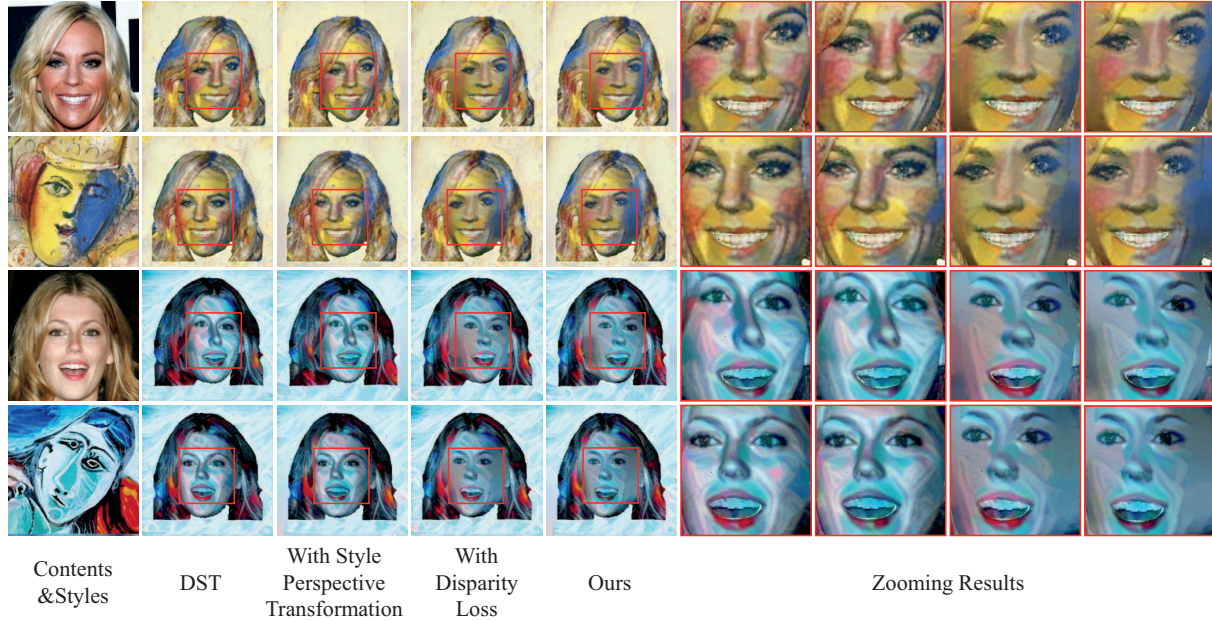 Contents
&Styles
DST
With Style
Perspective
Transformation
With
Disparity
Loss
Ours
Zooming Results